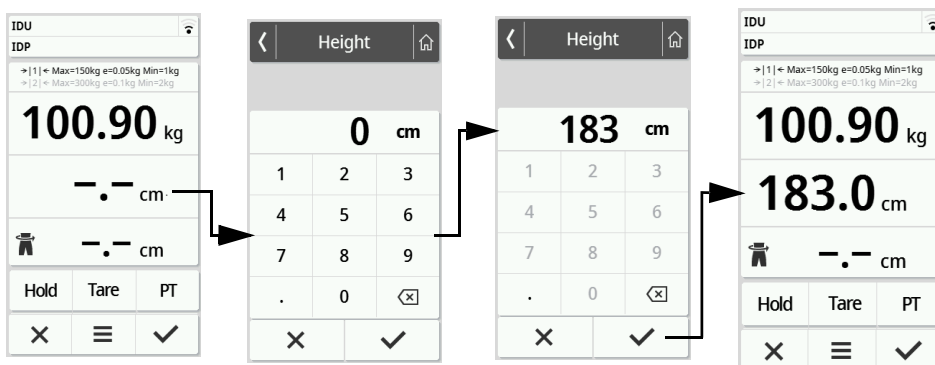 IDU
IDP
→|1|← Max=150kg e=0.05kg Min=1kg
→|2|← Max=300kg e=0.1kg Min=2kg
100.90 kg
–.– cm
–.– cm
Hold Tare PT
Height
0 cm
1 2 3
4 5 6
7 8 9
. 0
Height
183 cm
1 2 3
4 5 6
7 8 9
. 0
IDU
IDP
→|1|← Max=150kg e=0.05kg Min=1kg
→|2|← Max=300kg e=0.1kg Min=2kg
100.90 kg
183.0 cm
–.– cm
Hold Tare PT